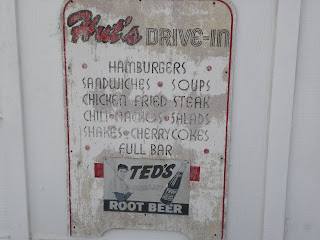 Hut's DRIVE-IN
HAMBURGERS
SANDWICHES • SOUPS
CHICKEN FRIED STEAK
CHILI • NACHOS • SALADS
SHAKES • CHERRY COKES
FULL BAR
TED'S
ROOT BEER